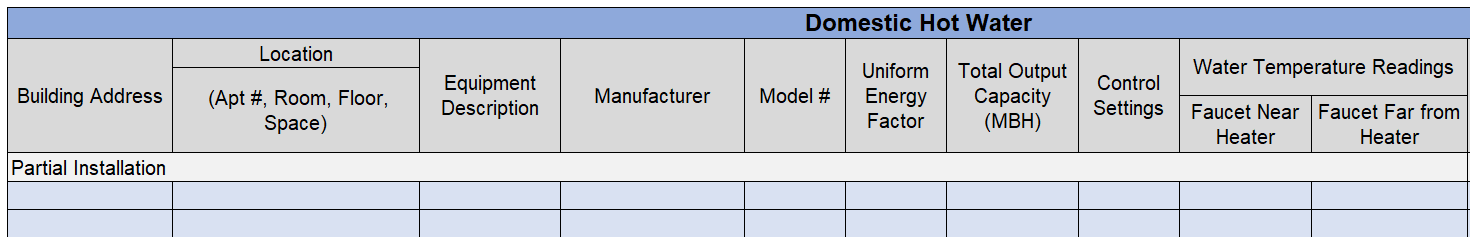 Domestic Hot Water
Building Address
Location
(Apt #, Room, Floor,
Space)
Equipment
Description
Manufacturer
Model #
Uniform
Energy
Factor
Total Output
Capacity
(MBH)
Control
Settings
Water Temperature Readings
Faucet Near
Heater
Faucet Far from
Heater
Partial Installation